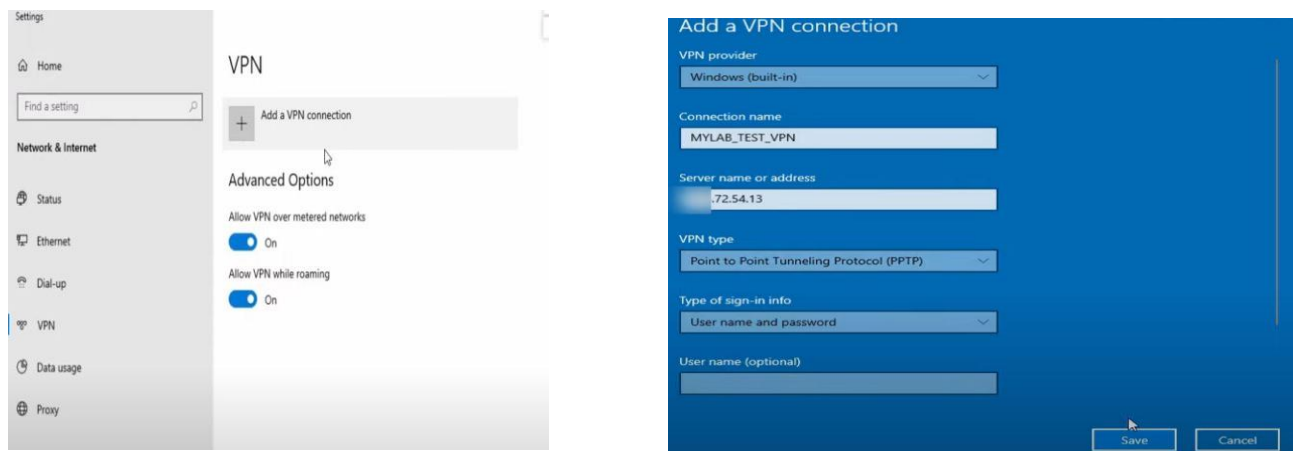 Settings
Home
Find a setting
Network & Internet
Status
Ethernet
Dial-up
VPN
Data usage
Proxy
VPN
Add a VPN connection
Advanced Options
Allow VPN over metered networks
On
Allow VPN while roaming
On
Add a VPN connection
VPN provider
Windows (built-in)
Connection name
MYLAB_TEST_VPN
Server name or address
.72.54.13
VPN type
Point to Point Tunneling Protocol (PPTP)
Type of sign-in info
User name and password
User name (optional)
Save Cancel